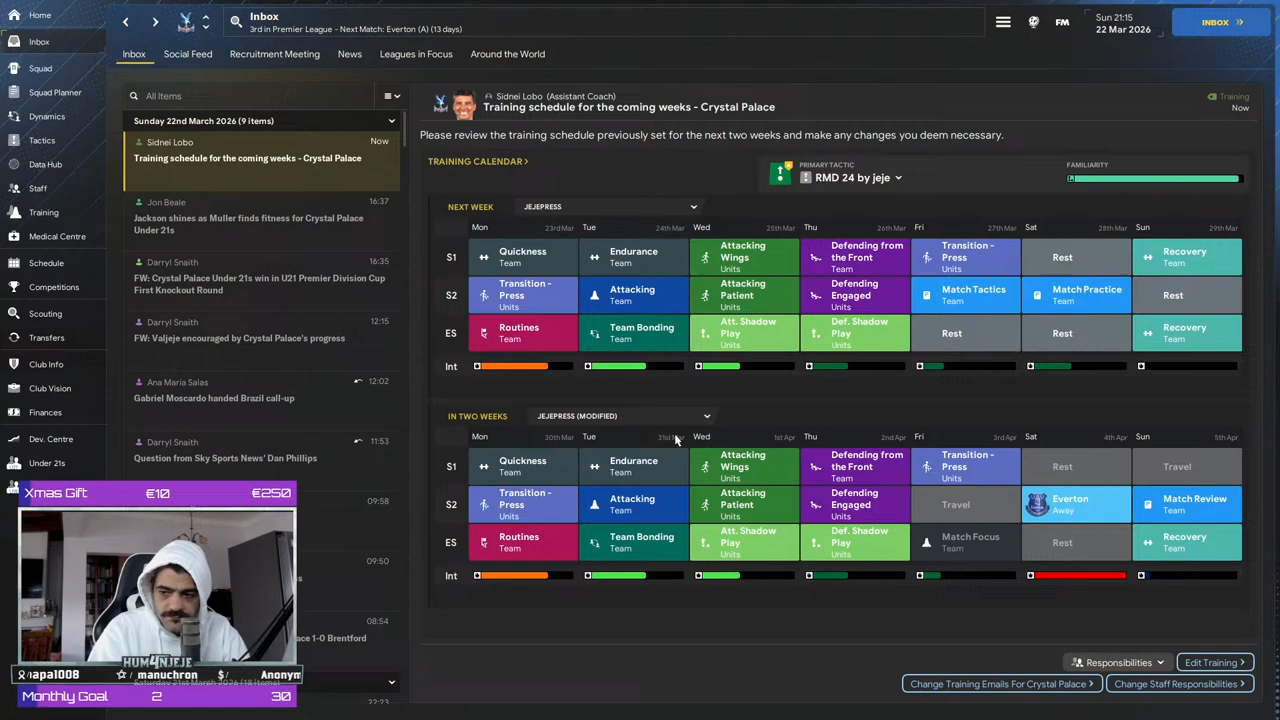 Home
Inbox
Squad
Squad Planner
Dynamics
Tactics
Data Hub
Staff
Training
Medical Centre
Schedule
Competitions
Scouting
Transfers
Club Info
Club Vision
Finances
Dev. Centre
Under 21s
Inbox
3rd in Premier League - Next Match: Everton (A) (13 days)
FM
Sun 21:15
22 Mar 2026
INBOX
Inbox
Social Feed
Recruitment Meeting
News
Leagues in Focus
Around the World
All Items
Sunday 22nd March 2026 (9 items)
Sidnei Lobo
Now
Training schedule for the coming weeks - Crystal Palace
Jon Beale
16:37
Jackson shines as Muller finds fitness for Crystal Palace
Under 21s
Darryl Snaith
16:35
FW: Crystal Palace Under 21s win in U21 Premier Division Cup
First Knockout Round
Darryl Snaith
12:15
FW: Valjeje encouraged by Crystal Palace's progress
Ana María Salas
12:02
Gabriel Moscardo handed Brazil call-up
Darryl Snaith
11:53
Question from Sky Sports News' Dan Phillips
09:58
09:50
08:54
ace 1-0 Brentford
22:23
Sidnei Lobo (Assistant Coach)
Training schedule for the coming weeks - Crystal Palace
Training
Now
Please review the training schedule previously set for the next two weeks and make any changes you deem necessary.
TRAINING CALENDAR
PRIMARY TACTIC
RMD 24 by jeje
FAMILIARITY
NEXT WEEK
JEJEPRESS
Mon 23rd Mar
Tue 24th Mar
Wed 25th Mar
Thu 26th Mar
Fri 27th Mar
Sat 28th Mar
Sun 29th Mar
S1
Quickness
Team
Endurance
Team
Attacking
Wings
Units
Defending from
the Front
Team
Transition -
Press
Units
Rest
Recovery
Team
S2
Transition -
Press
Units
Attacking
Team
Attacking
Patient
Units
Defending
Engaged
Units
Match Tactics
Team
Match Practice
Team
Rest
ES
Routines
Team
Team Bonding
Team
Att. Shadow
Play
Units
Def. Shadow
Play
Units
Rest
Rest
Recovery
Team
Int
IN TWO WEEKS
JEJEPRESS (MODIFIED)
Mon 30th Mar
Tue 31st Mar
Wed 1st Apr
Thu 2nd Apr
Fri 3rd Apr
Sat 4th Apr
Sun 5th Apr
S1
Quickness
Team
Endurance
Team
Attacking
Wings
Units
Defending from
the Front
Team
Transition -
Press
Units
Rest
Travel
S2
Transition -
Press
Units
Attacking
Team
Attacking
Patient
Units
Defending
Engaged
Units
Travel
Everton
Away
Match Review
Team
ES
Routines
Team
Team Bonding
Team
Att. Shadow
Play
Units
Def. Shadow
Play
Units
Match Focus
Team
Rest
Recovery
Team
Int
Responsibilities
Edit Training
Change Training Emails For Crystal Palace
Change Staff Responsibilities
Xmas Gift €10 €250
HUM4NJEJE
napal008
manuchron
$/
Anonym
Monthly Goal 2 30